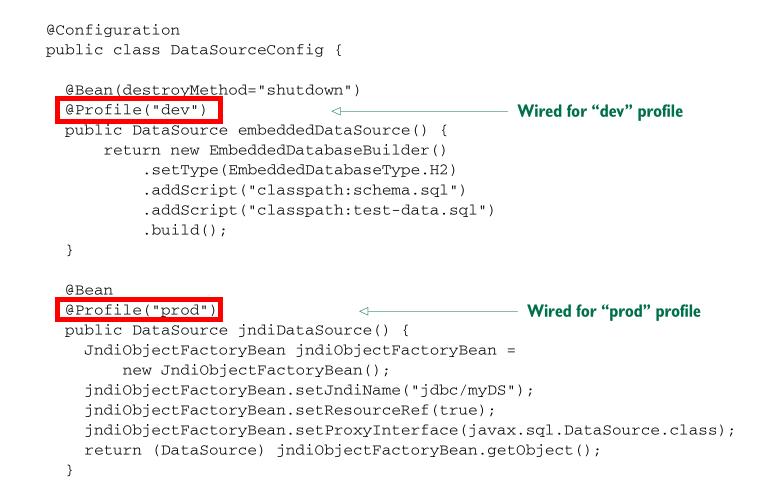 @Configuration
public class DataSourceConfig {
@Bean(destroyMethod="shutdown")
@Profile("dev") Wired for “dev” profile
public DataSource embeddedDataSource() {
return new EmbeddedDatabaseBuilder()
.setType(EmbeddedDatabaseType.H2)
.addScript("classpath:schema.sql")
.addScript("classpath:test-data.sql")
.build();
}
@Bean
@Profile("prod") Wired for “prod” profile
public DataSource jndiDataSource() {
JndiObjectFactoryBean jndiObjectFactoryBean =
new JndiObjectFactoryBean();
jndiObjectFactoryBean.setJndiName("jdbc/myDS");
jndiObjectFactoryBean.setResourceRef(true);
jndiObjectFactoryBean.setProxyInterface(javax.sql.DataSource.class);
return (DataSource) jndiObjectFactoryBean.getObject();
}